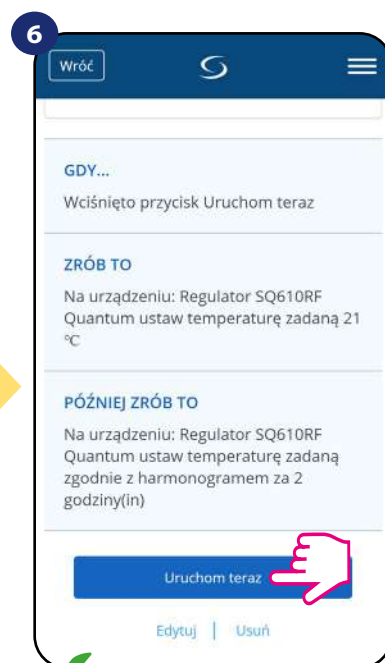 6
Wróć
GDY...
Wciśnięto przycisk Uruchom teraz
ZRÓB TO
Na urządzeniu: Regulator SQ610RF
Quantum ustaw temperaturę zadaną 21
°C
PÓŹNIEJ ZRÓB TO
Na urządzeniu: Regulator SQ610RF
Quantum ustaw temperaturę zadaną
zgodnie z harmonogramem za 2
godziny(in)
Uruchom teraz
Edytuj | Usuń